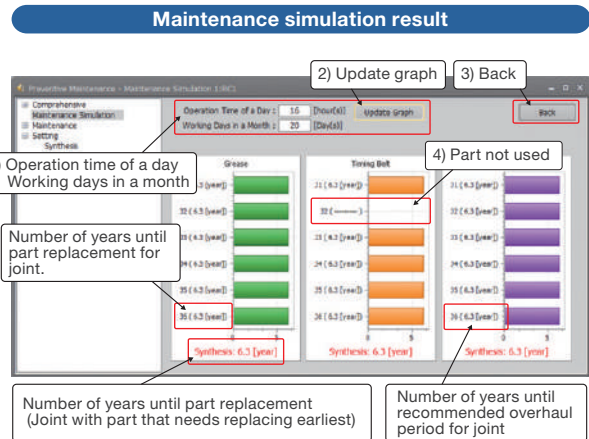 Maintenance simulation result
2) Update graph
3) Back
Preventive Maintenance - Maintenance Simulation 1:RC1
Comprehensive
Maintenance Simulation
Maintenance
Setting
Synthesis
Operation Time of a Day : 16 [hour(s)]
Working Days in a Month : 20 [Day(s)]
Update Graph
Back
) Operation time of a day
Working days in a month
4) Part not used
Grease
6.3 [year])
J2 ( 6.3 [year])
J3 ( 6.3 [year])
J4 ( 6.3 [year])
J5 ( 6.3 [year])
J6 ( 6.3 [year])
0 5
Synthesis: 6.3 [year]
Timing Belt
J1 ( 6.3 [year])
J2 ( ------- )
J3 ( 6.3 [year])
J4 ( 6.3 [year])
J5 ( 6.3 [year])
J6 ( 6.3 [year])
0 5
Synthesis: 6.3 [year]
J1 ( 6.3 [year])
J2 ( 6.3 [year])
J3 ( 6.3 [year])
J4 ( 6.3 [year])
J5 ( 6.3 [year])
J6 ( 6.3 [year])
0 5
Synthesis: 6.3 [year]
Number of years until
part replacement for
joint.
Number of years until part replacement
(Joint with part that needs replacing earliest)
Number of years until
recommended overhaul
period for joint